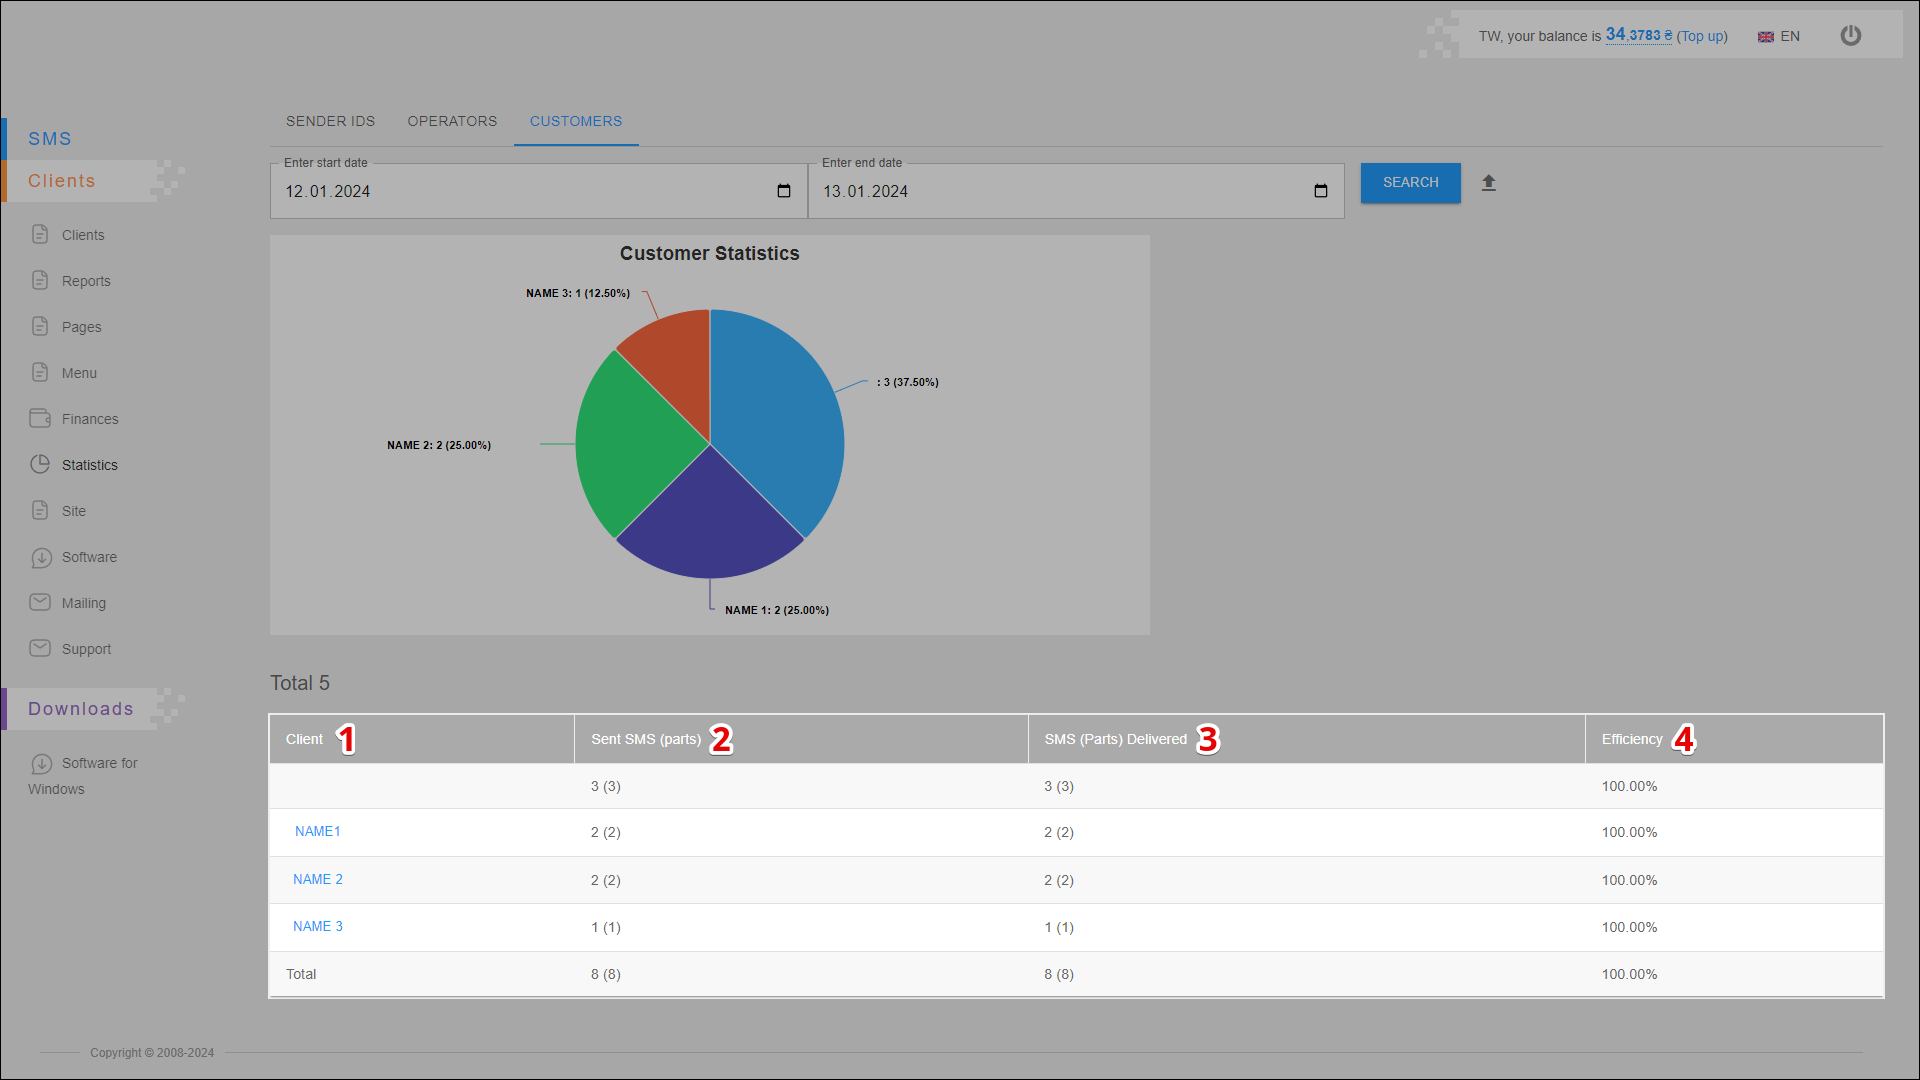 TW, your balance is 34.3783 ₴ (Top up)
EN
SMS
Clients
Clients
Reports
Pages
Menu
Finances
Statistics
Site
Software
Mailing
Support
Downloads
Software for
Windows
SENDER IDS OPERATORS CUSTOMERS
Enter start date
12.01.2024
Enter end date
13.01.2024
SEARCH
Customer Statistics
NAME 3: 1 (12.50%)
: 3 (37.50%)
NAME 2: 2 (25.00%)
NAME 1: 2 (25.00%)
Total 5
Client 1 Sent SMS (parts) 2 SMS (Parts) Delivered 3 Efficiency 4
3 (3) 3 (3) 100.00%
NAME1 2 (2) 2 (2) 100.00%
NAME 2 2 (2) 2 (2) 100.00%
NAME 3 1 (1) 1 (1) 100.00%
Total 8 (8) 8 (8) 100.00%
Copyright © 2008-2024